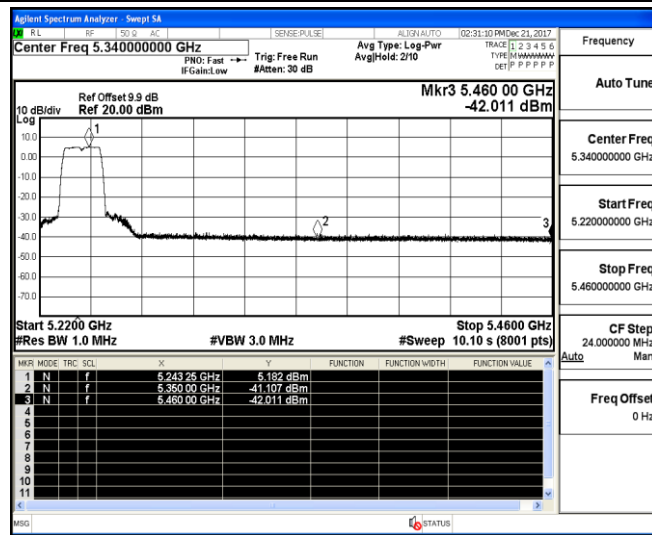 Agilent Spectrum Analyzer - Swept SA
RL RF 50 Ω AC SENSE:PULSE ALIGN AUTO 02:31:10 PM Dec 21, 2017
Center Freq 5.340000000 GHz
PNO: Fast
IFGain:Low
Trig: Free Run
#Atten: 30 dB
Avg Type: Log-Pwr
Avg|Hold: 2/10
TRACE 1 2 3 4 5 6
TYPE M W W W W W
DET P P P P P P
Frequency
Auto Tune
Center Freq
5.340000000 GHz
Start Freq
5.220000000 GHz
Stop Freq
5.460000000 GHz
CF Step
24.000000 MHz
Auto Man
Freq Offset
0 Hz
Mkr3 5.460 00 GHz
-42.011 dBm
Ref Offset 9.9 dB
10 dB/div Ref 20.00 dBm
Log
10.0
0.00
-10.0
-20.0
-30.0
-40.0
-50.0
-60.0
-70.0
1
2
3
Start 5.2200 GHz Stop 5.4600 GHz
#Res BW 1.0 MHz #VBW 3.0 MHz #Sweep 10.10 s (8001 pts)
MKR MODE TRC SCL X Y FUNCTION FUNCTION WIDTH FUNCTION VALUE
1 N f 5.243 25 GHz 5.182 dBm
2 N f 5.350 00 GHz -41.107 dBm
3 N f 5.460 00 GHz -42.011 dBm
4
5
6
7
8
9
10
11
MSG STATUS